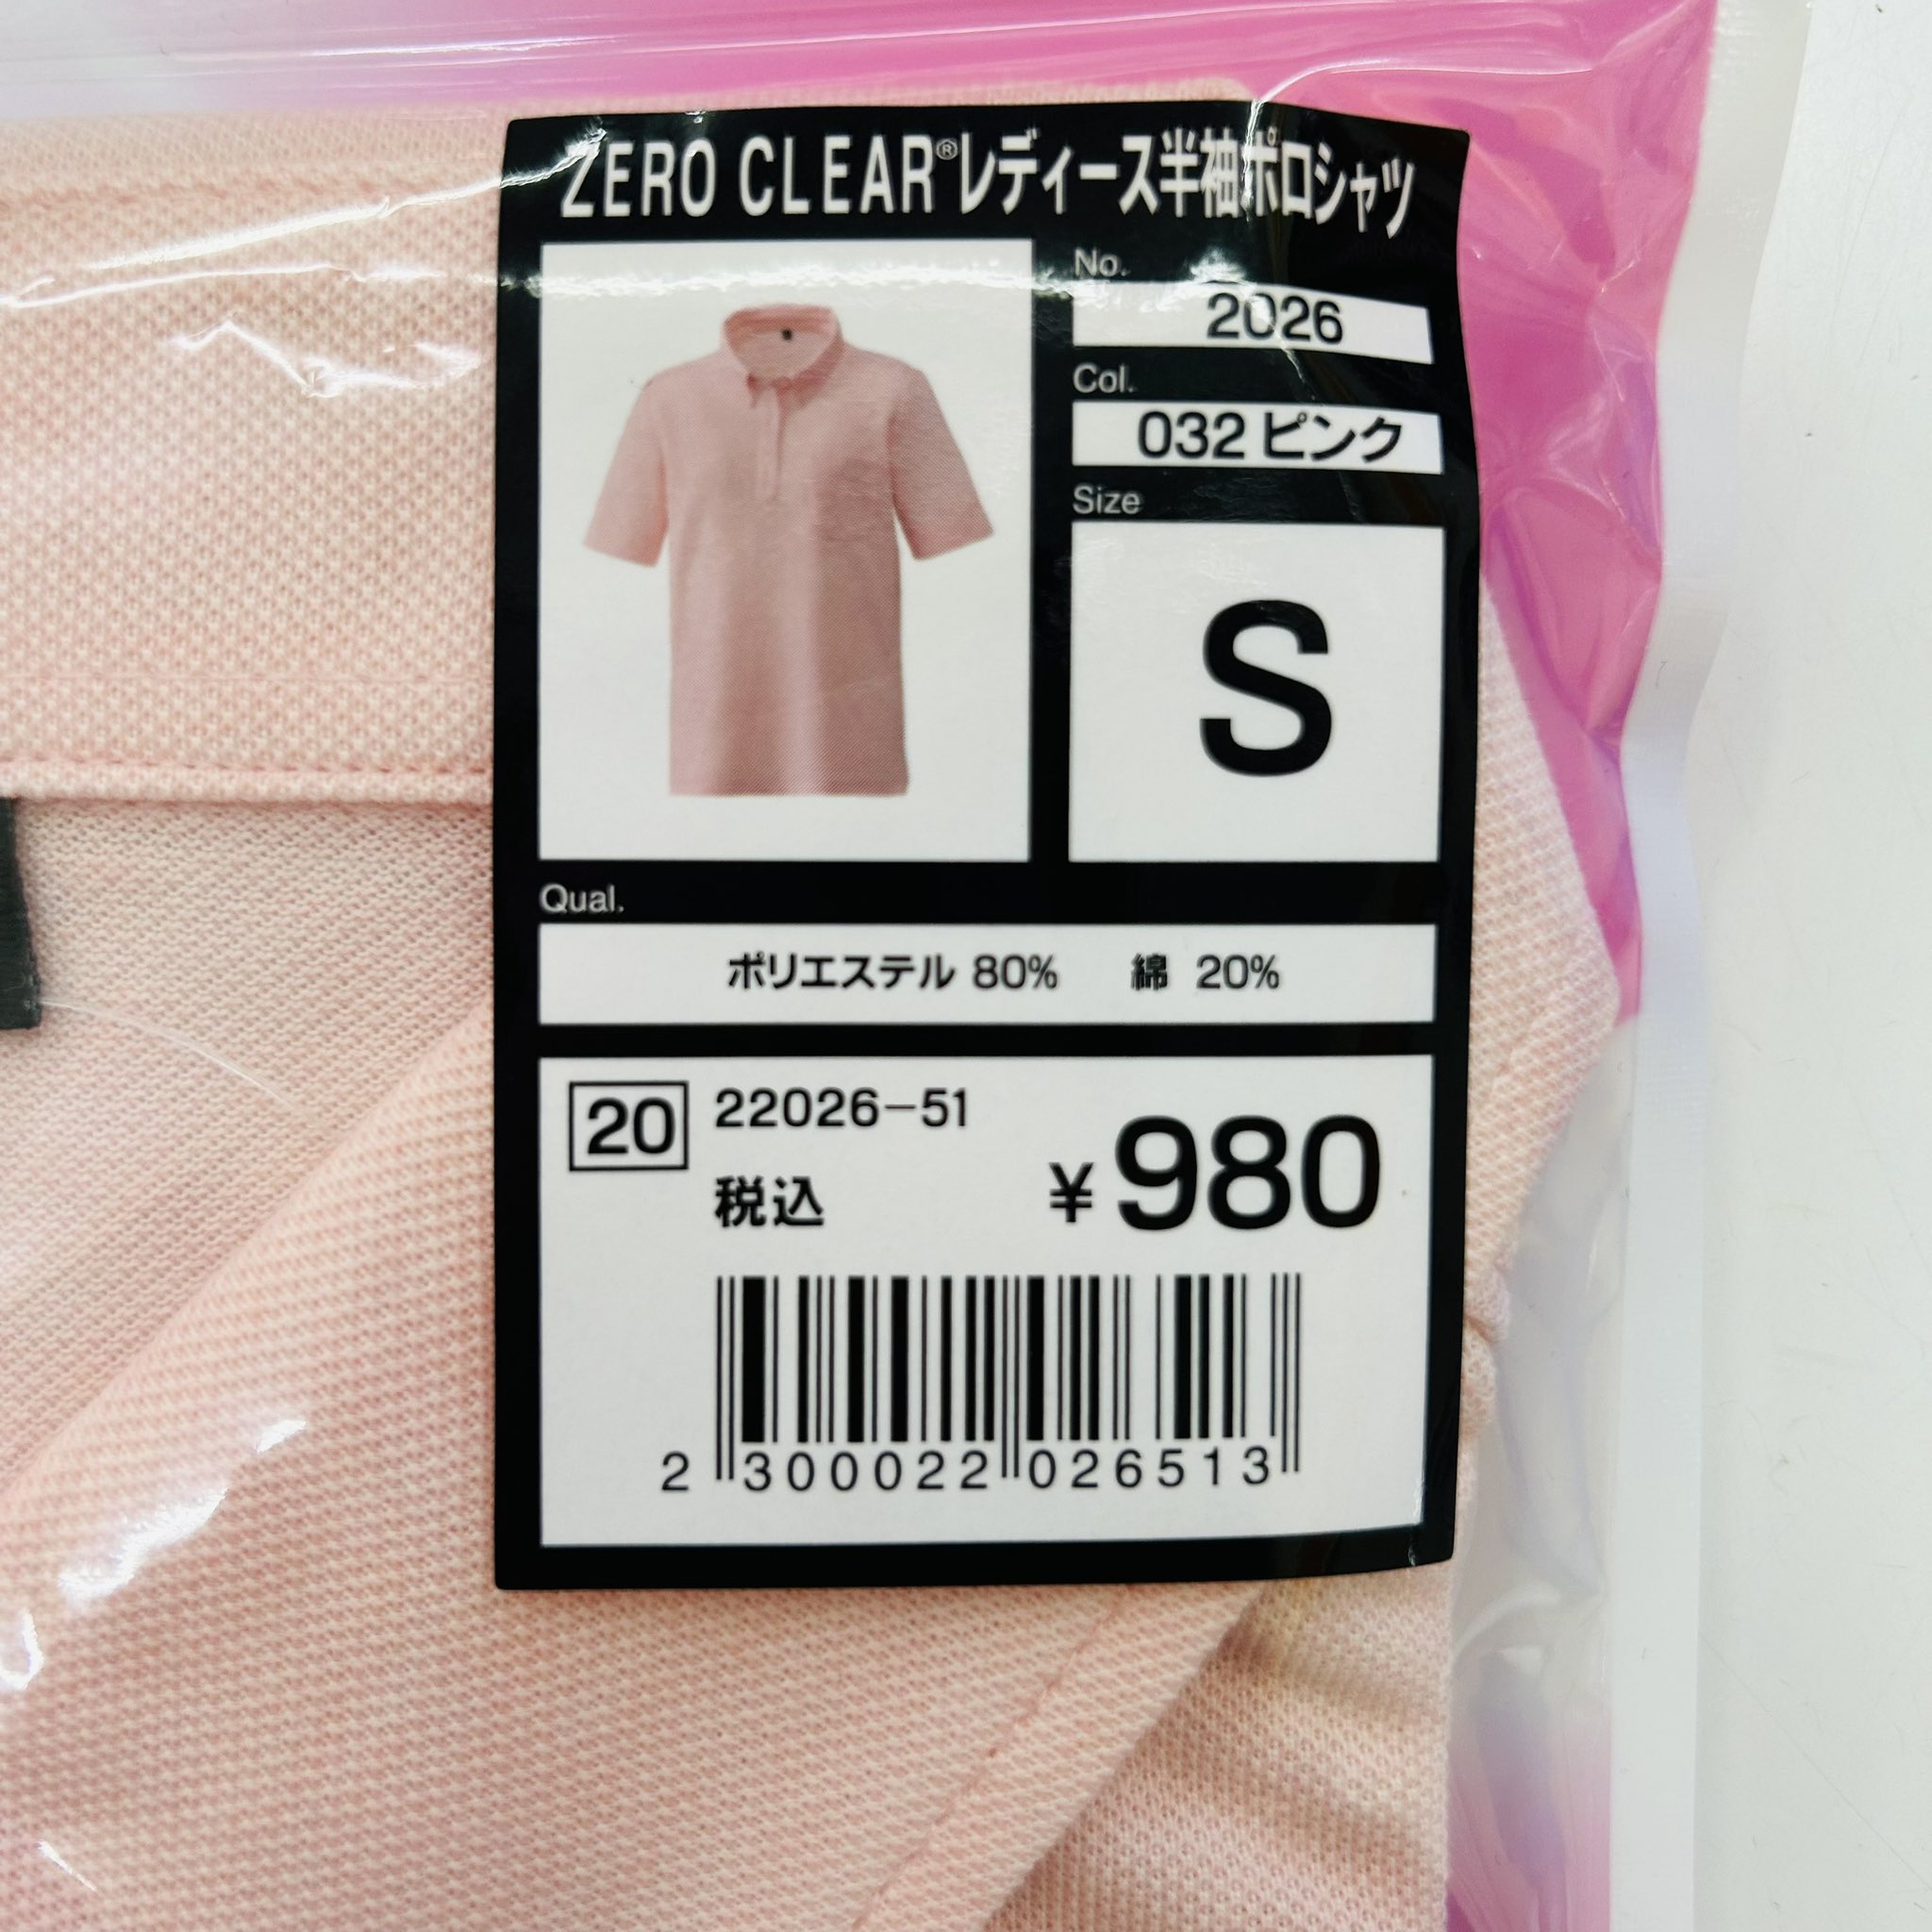 ZERO CLEAR®レディース半袖ポロシャツ
No.
2026
Col.
032 ピンク
Size
S
Qual.
ポリエステル 80% 綿 20%
20 22026-51
税込 ¥980
2 300022 026513